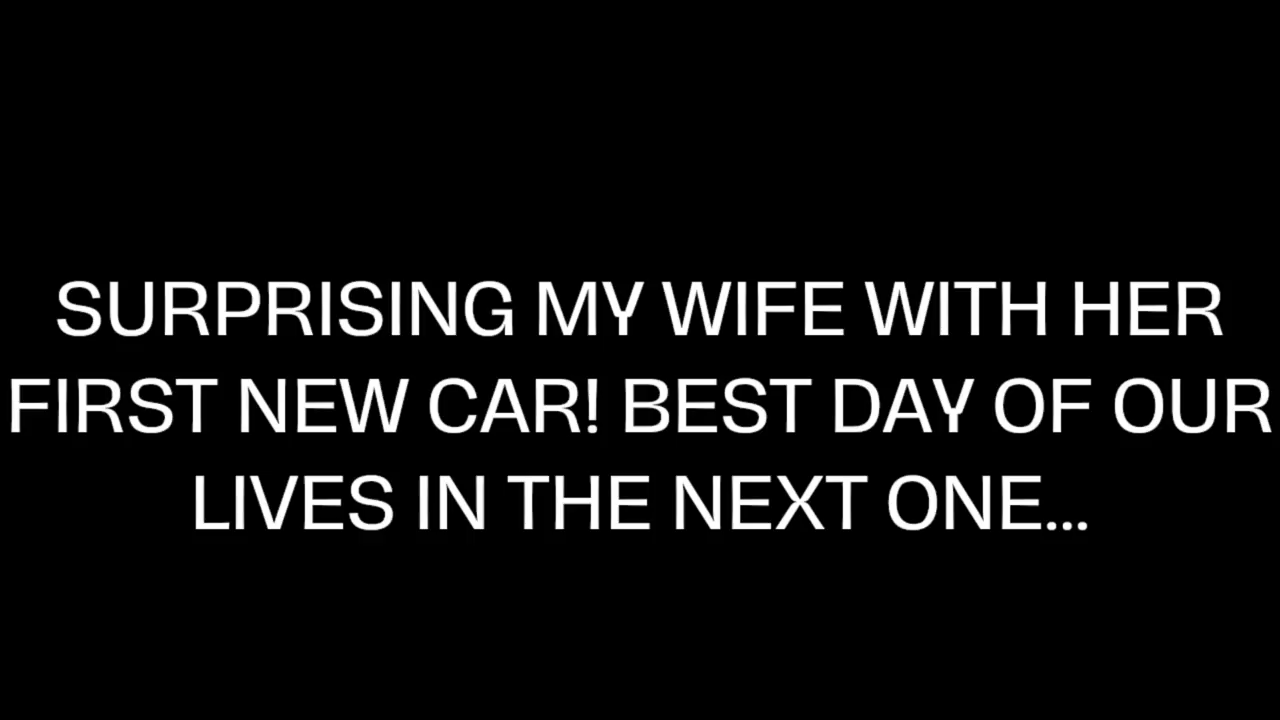 SURPRISING MY WIFE WITH HER
FIRST NEW CAR! BEST DAY OF OUR
LIVES IN THE NEXT ONE...